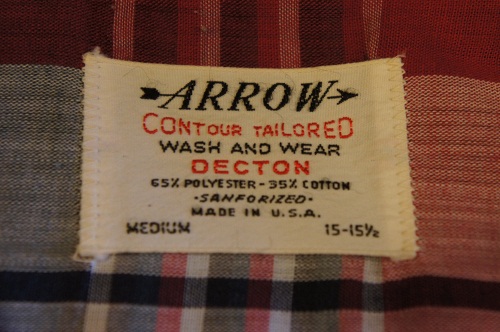 ARROW
CONTOUR TAILORED
WASH AND WEAR
DECTON
65% POLYESTER - 35% COTTON
-SANFORIZED-
MADE IN U.S.A.
MEDIUM 15-15½